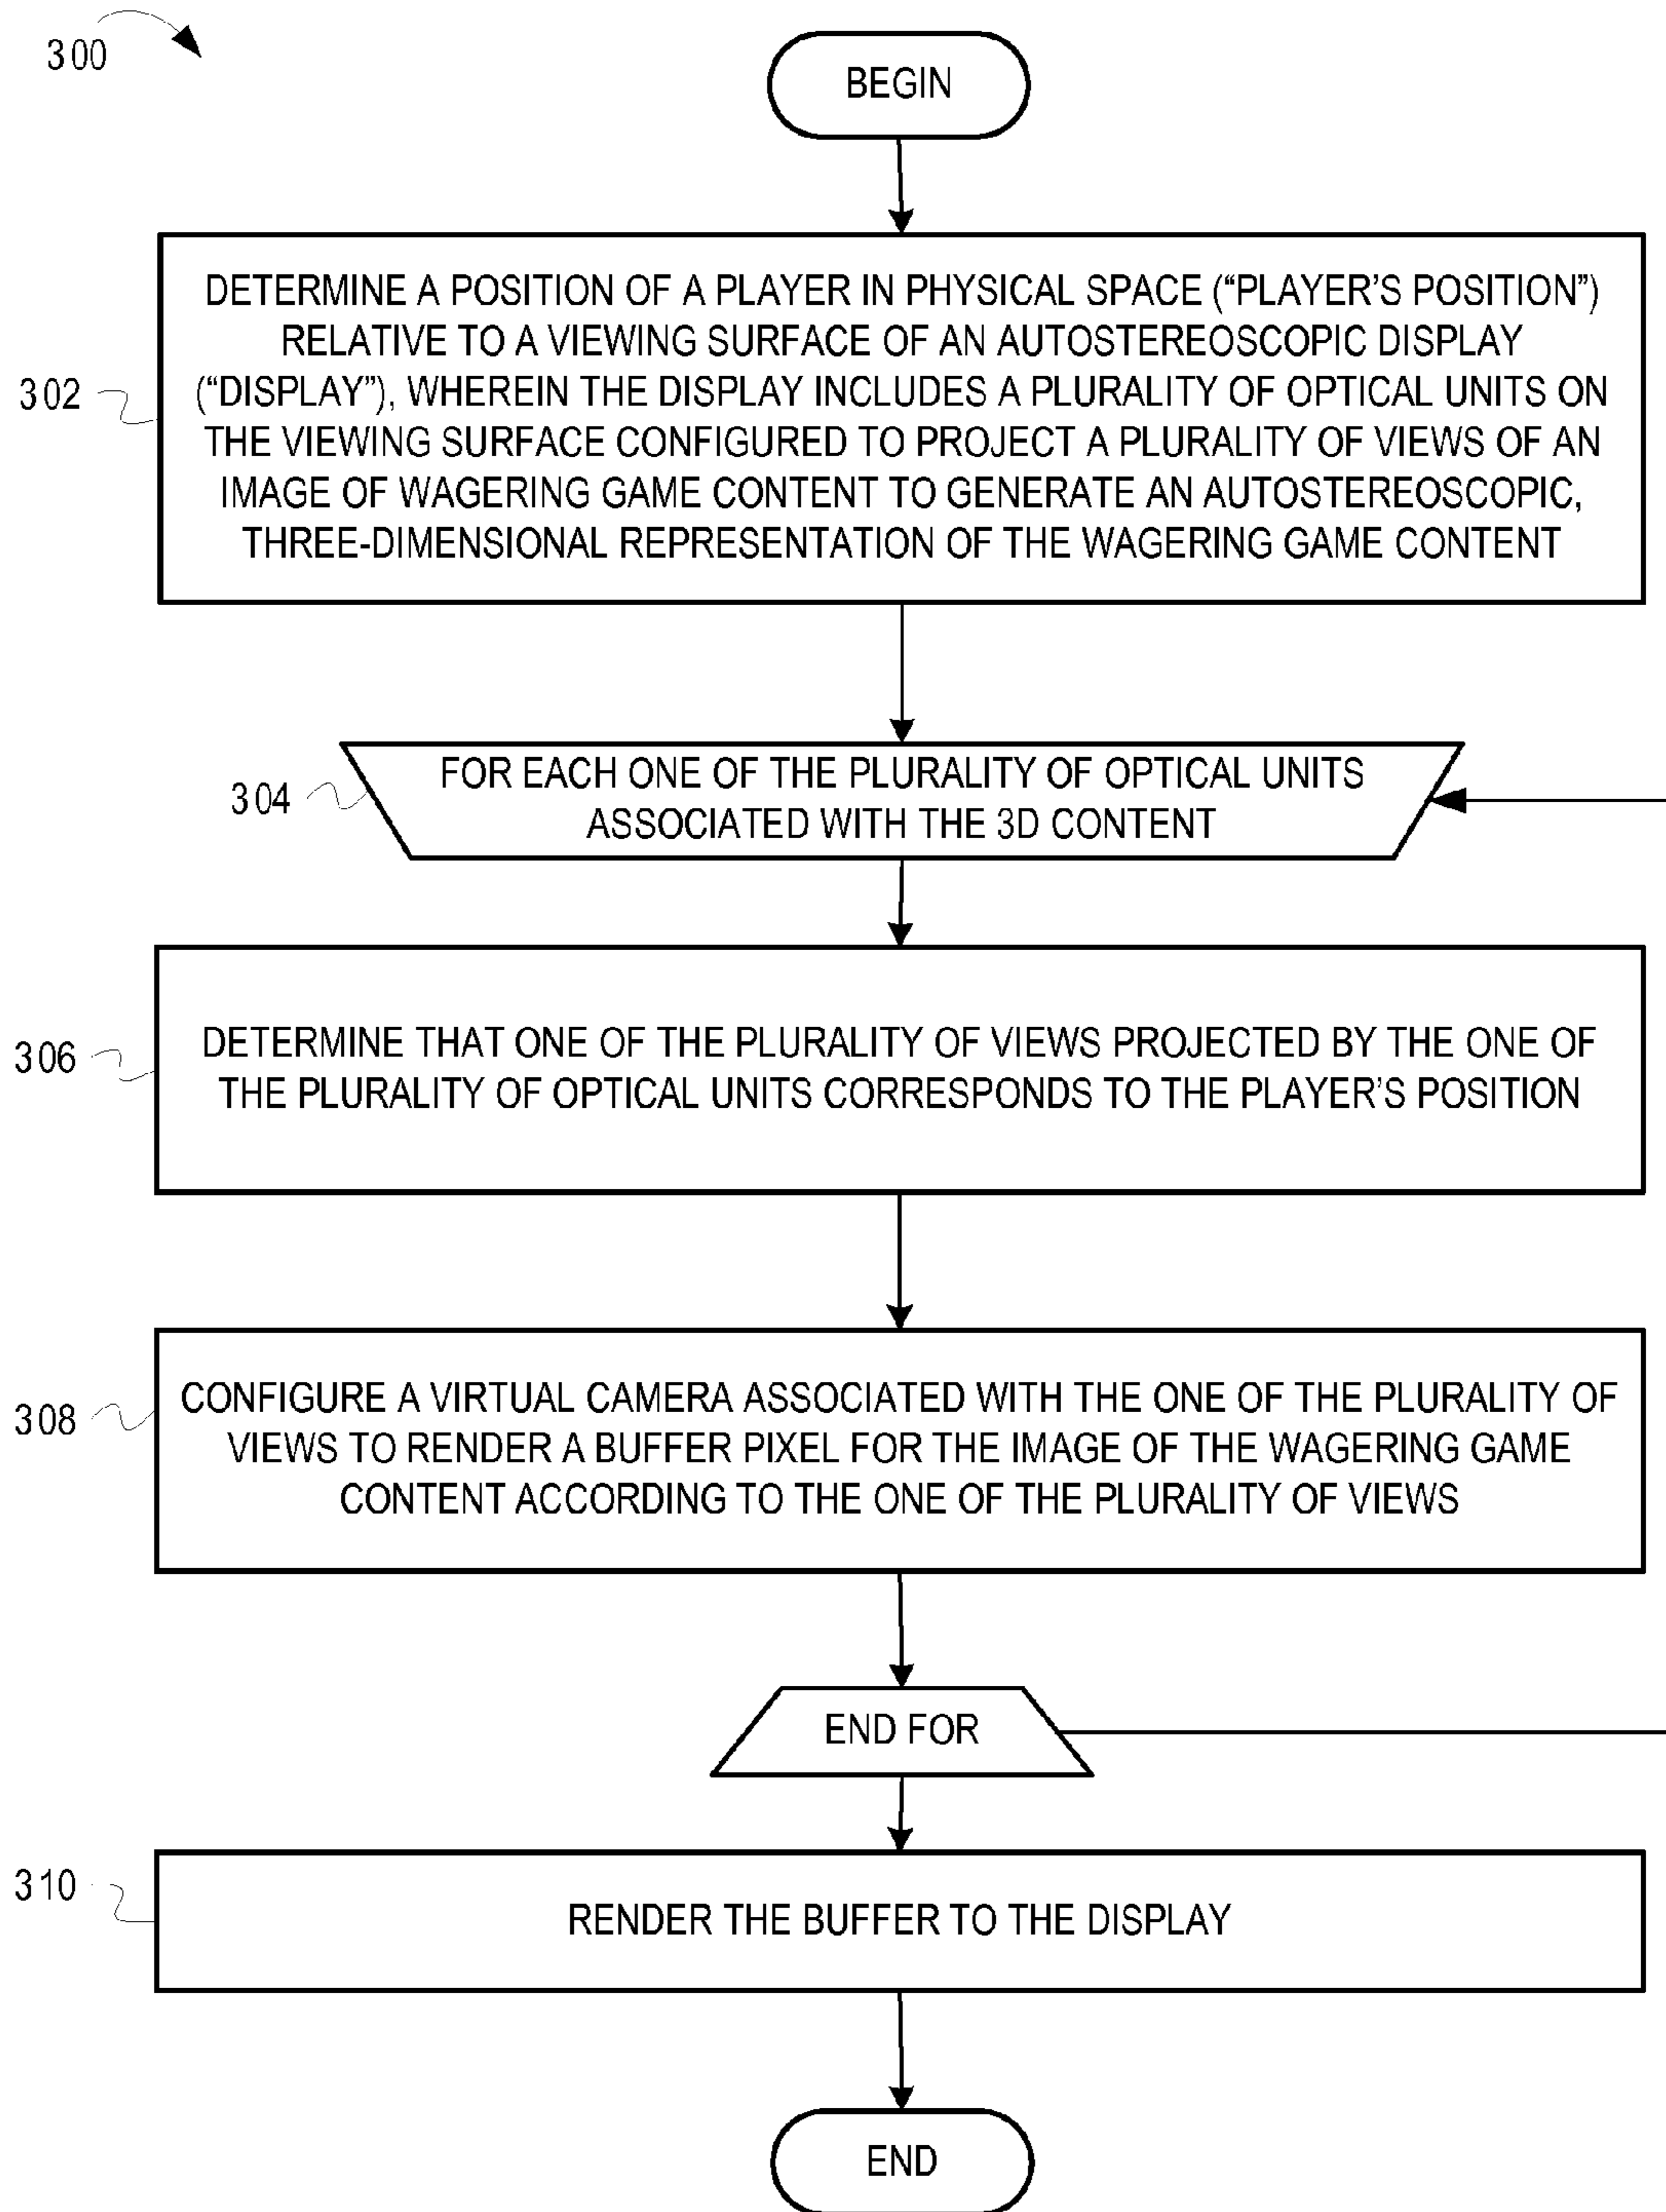 300
BEGIN
DETERMINE A POSITION OF A PLAYER IN PHYSICAL SPACE (“PLAYER’S POSITION”)
RELATIVE TO A VIEWING SURFACE OF AN AUTOSTEREOSCOPIC DISPLAY
(“DISPLAY”), WHEREIN THE DISPLAY INCLUDES A PLURALITY OF OPTICAL UNITS ON
THE VIEWING SURFACE CONFIGURED TO PROJECT A PLURALITY OF VIEWS OF AN
IMAGE OF WAGERING GAME CONTENT TO GENERATE AN AUTOSTEREOSCOPIC,
THREE-DIMENSIONAL REPRESENTATION OF THE WAGERING GAME CONTENT
302
FOR EACH ONE OF THE PLURALITY OF OPTICAL UNITS
ASSOCIATED WITH THE 3D CONTENT
304
DETERMINE THAT ONE OF THE PLURALITY OF VIEWS PROJECTED BY THE ONE OF
THE PLURALITY OF OPTICAL UNITS CORRESPONDS TO THE PLAYER’S POSITION
306
CONFIGURE A VIRTUAL CAMERA ASSOCIATED WITH THE ONE OF THE PLURALITY OF
VIEWS TO RENDER A BUFFER PIXEL FOR THE IMAGE OF THE WAGERING GAME
CONTENT ACCORDING TO THE ONE OF THE PLURALITY OF VIEWS
308
END FOR
310
RENDER THE BUFFER TO THE DISPLAY
END